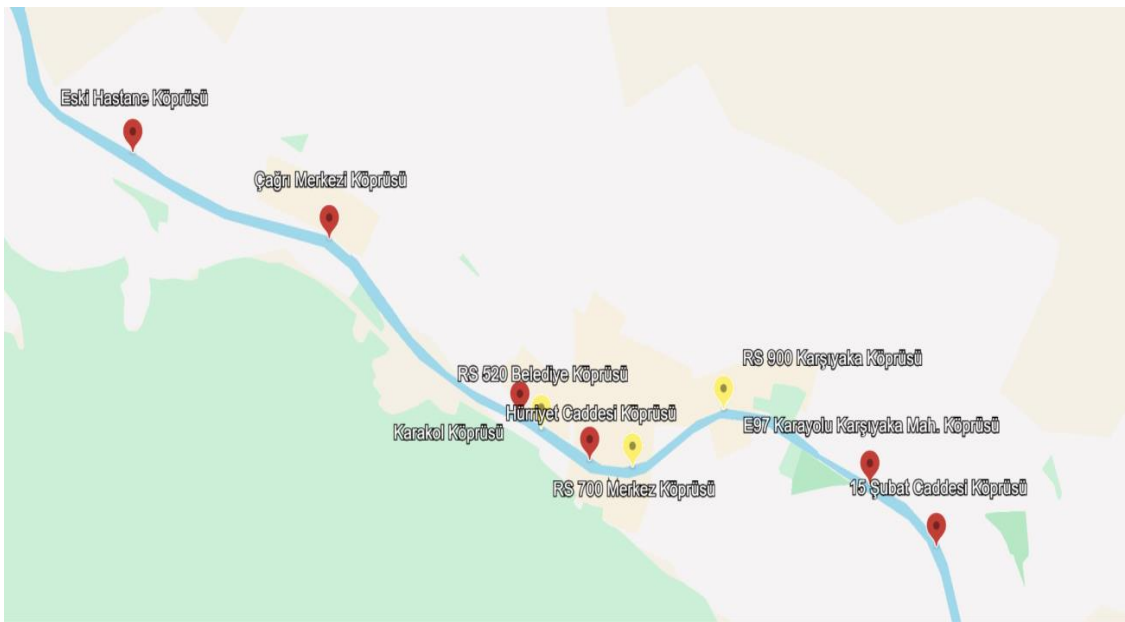 Eski Hastane Köprüsü
Çağrı Merkezi Köprüsü
RS 520 Belediye Köprüsü
RS 900 Karşıyaka Köprüsü
Hürriyet Caddesi Köprüsü
Karakol Köprüsü
E97 Karayolu Karşıyaka Mah. Köprüsü
RS 700 Merkez Köprüsü
15 Şubat Caddesi Köprüsü